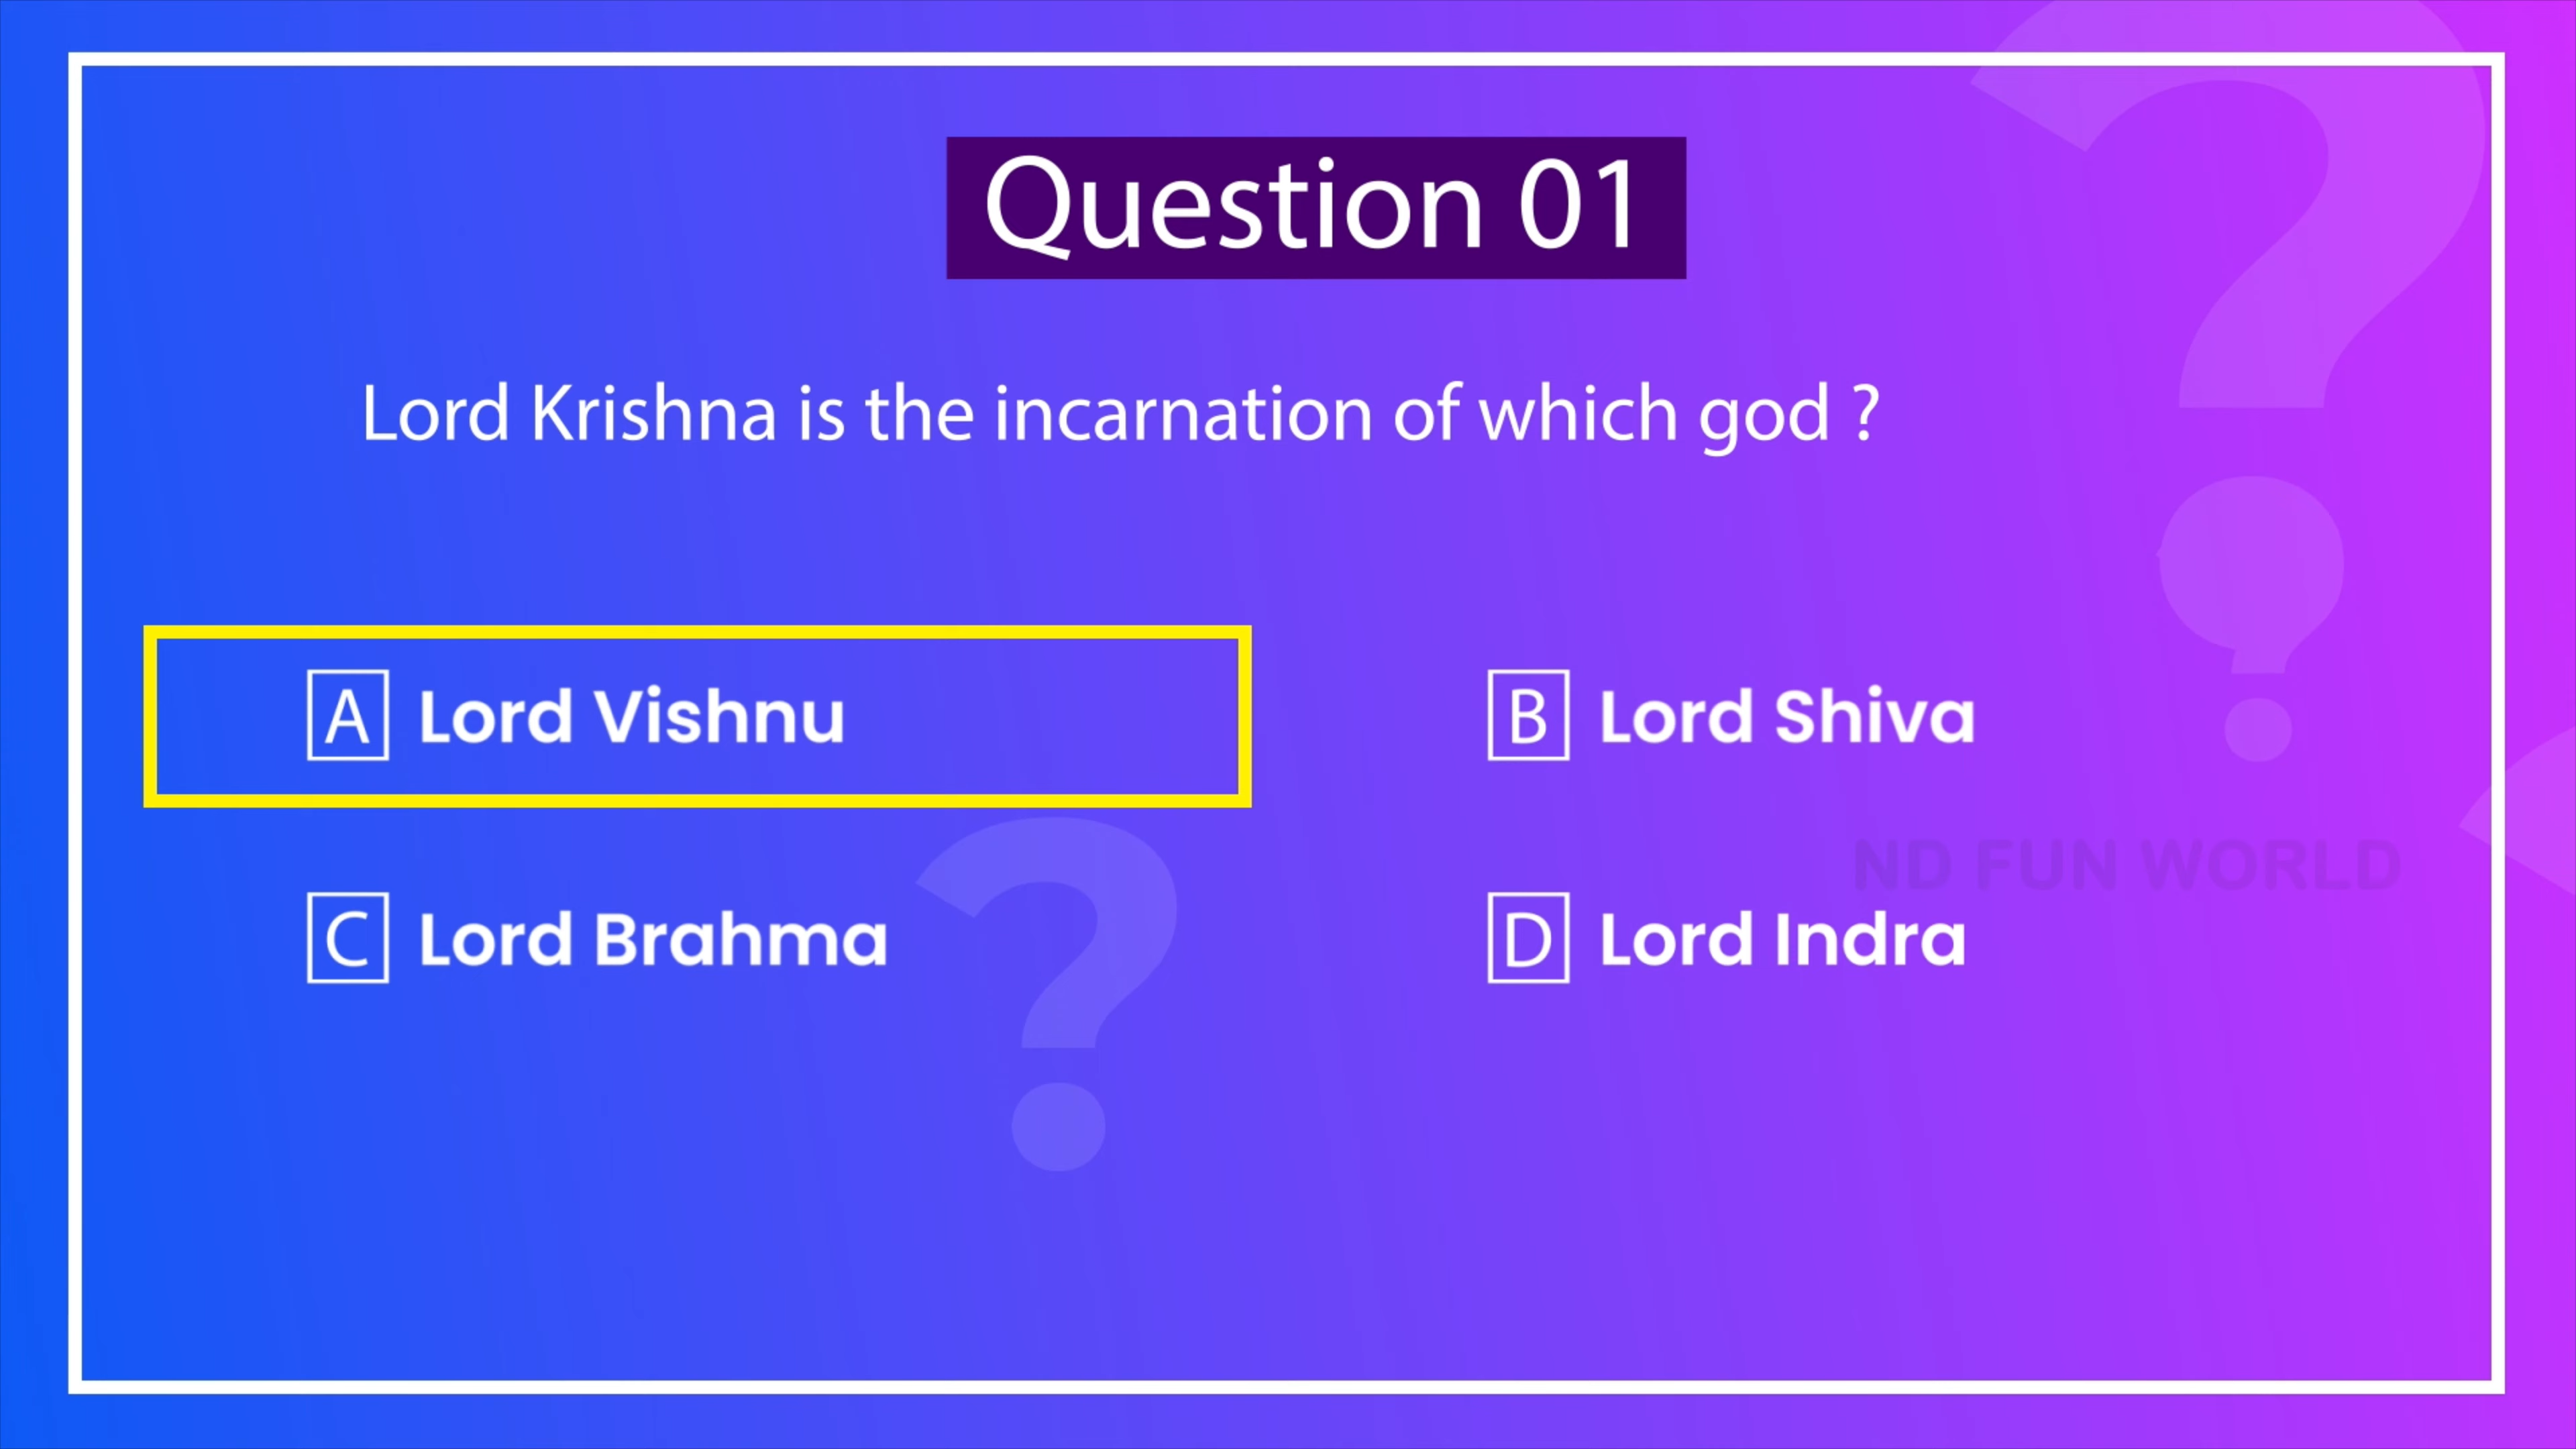 Question 01
Lord Krishna is the incarnation of which god ?
A Lord Vishnu
B Lord Shiva
ND FUN WORLD
C Lord Brahma
D Lord Indra